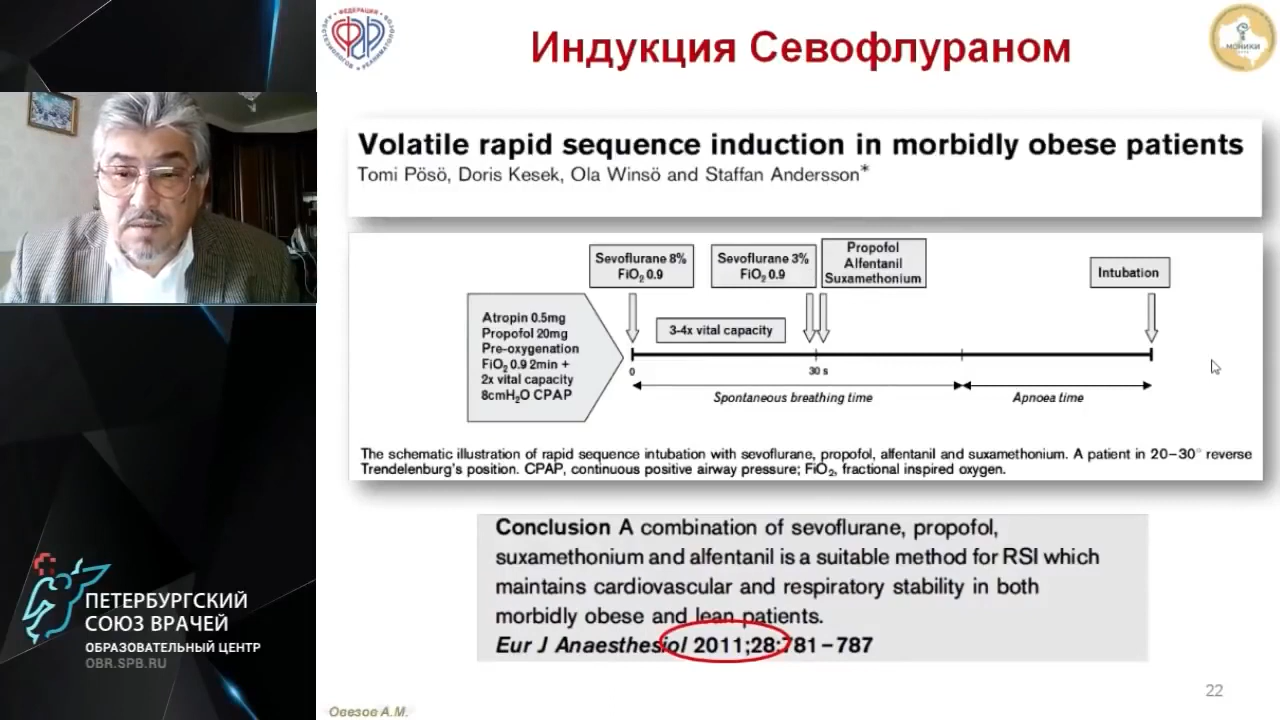 Индукция Севофлураном
МОНИКИ
Volatile rapid sequence induction in morbidly obese patients
Tomi Pösö, Doris Kesek, Ola Winsö and Staffan Andersson*
Sevoflurane 8%
FiO₂ 0.9
Sevoflurane 3%
FiO₂ 0.9
Propofol
Alfentanil
Suxamethonium
Intubation
Atropin 0.5mg
Propofol 20mg
Pre-oxygenation
FiO₂ 0.9 2min +
2x vital capacity
8cmH₂O CPAP
3-4x vital capacity
0
30 s
Spontaneous breathing time
Apnoea time
The schematic illustration of rapid sequence intubation with sevoflurane, propofol, alfentanil and suxamethonium. A patient in 20–30° reverse
Trendelenburg's position. CPAP, continuous positive airway pressure; FiO₂, fractional inspired oxygen.
Conclusion A combination of sevoflurane, propofol,
suxamethonium and alfentanil is a suitable method for RSI which
maintains cardiovascular and respiratory stability in both
morbidly obese and lean patients.
Eur J Anaesthesiol 2011;28:781–787
ПЕТЕРБУРГСКИЙ
СОЮЗ ВРАЧЕЙ
ОБРАЗОВАТЕЛЬНЫЙ ЦЕНТР
OBR.SPB.RU
Овезов А.М.
22